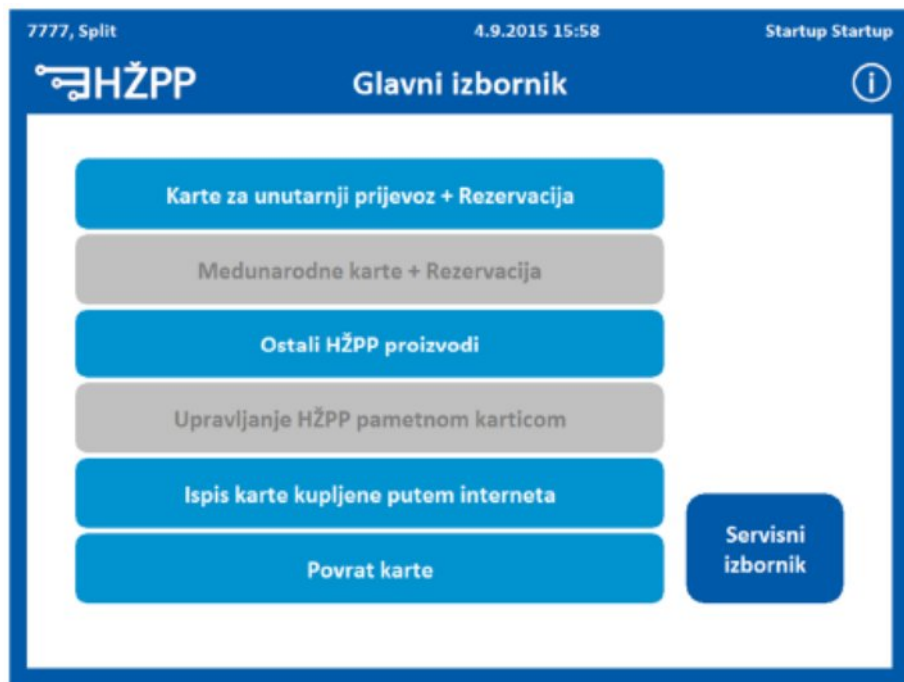 7777, Split 4.9.2015 15:58 Startup Startup
HŽPP Glavni izbornik i
Karte za unutarnji prijevoz + Rezervacija
Medunarodne karte + Rezervacija
Ostali HŽPP proizvodi
Upravljanje HŽPP pametnom karticom
Ispis karte kupljene putem interneta
Povrat karte
Servisni
izbornik